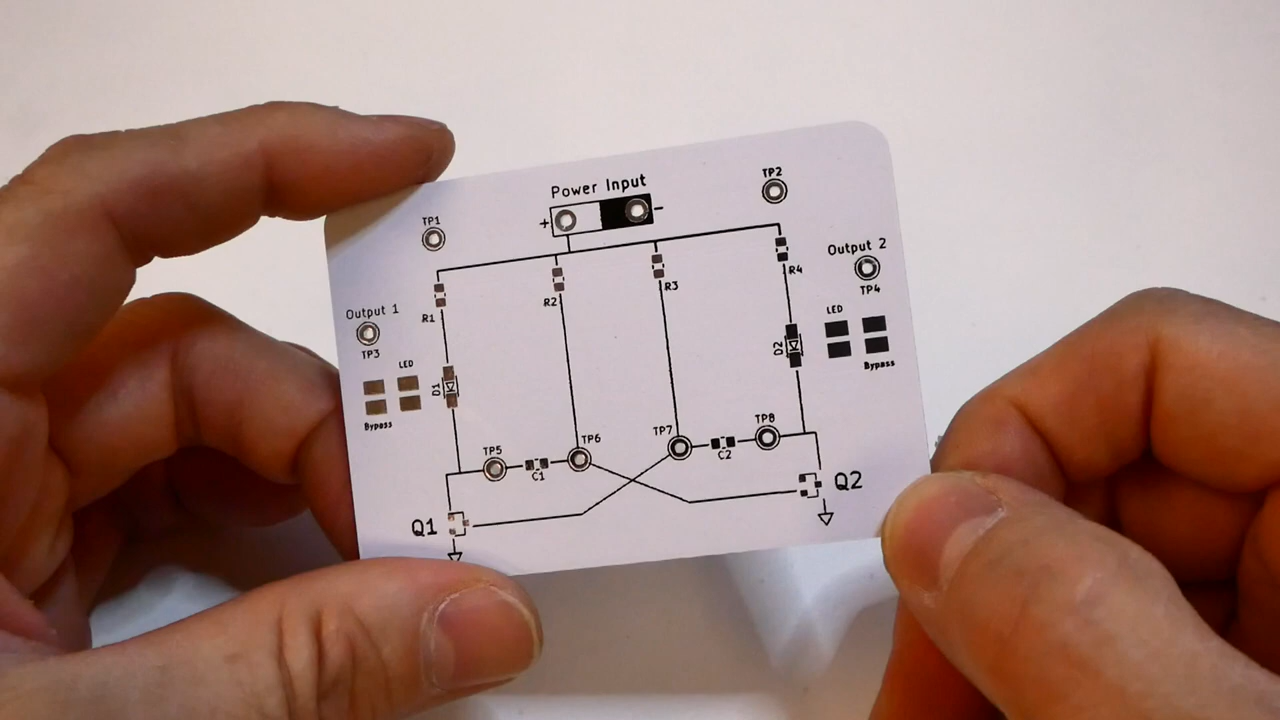 Power Input
+ -
TP1
TP2
Output 1
TP3
LED
Bypass
R1
R2
R3
R4
Output 2
TP4
LED
Bypass
D1
D2
TP5
C1
TP6
TP7
C2
TP8
Q1
Q2